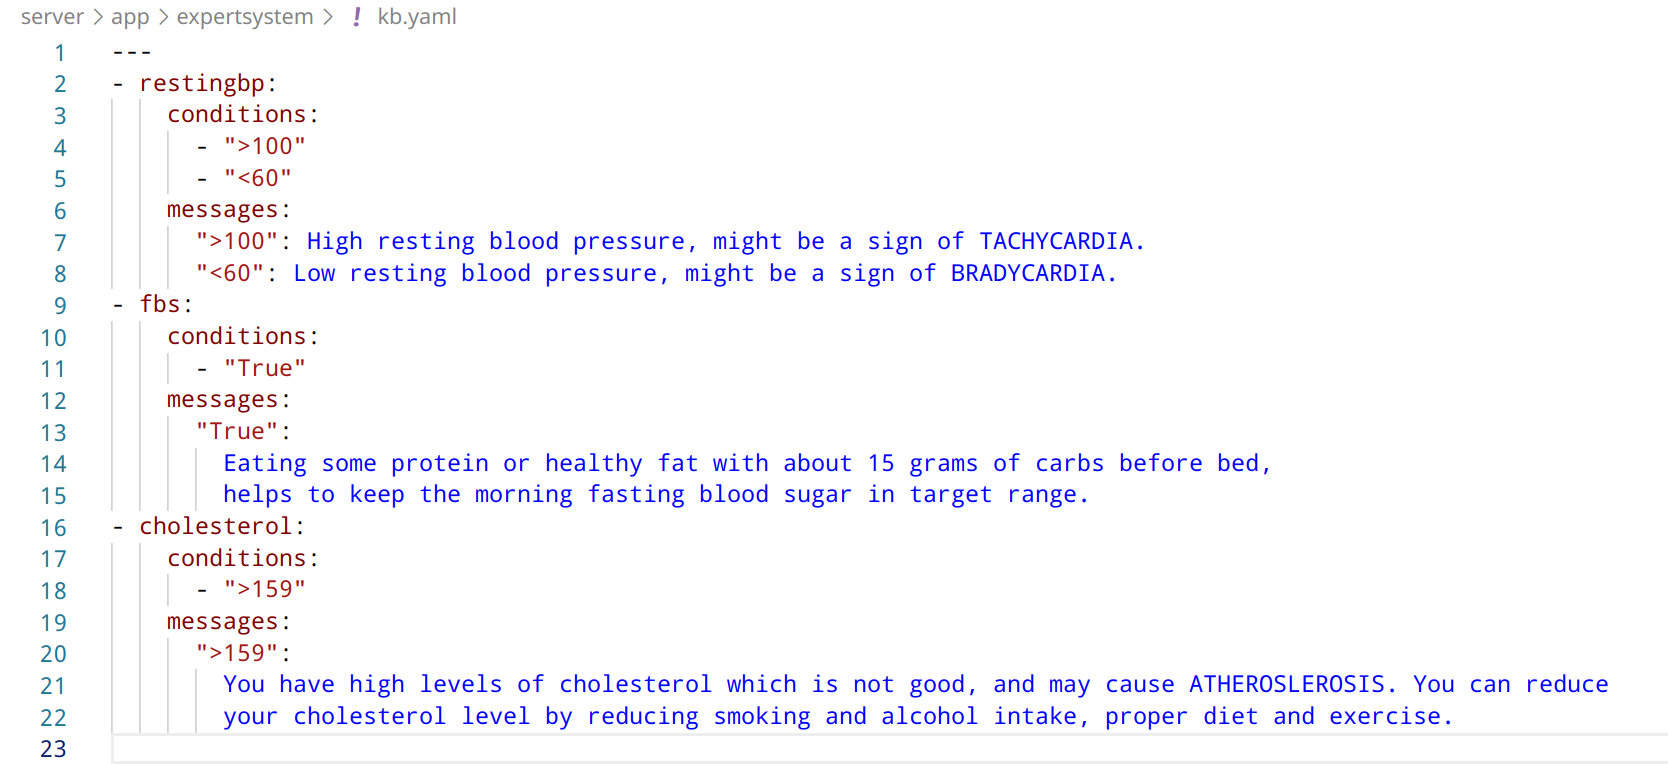 server > app > expertsystem > ! kb.yaml
1 ---
2 - restingbp:
3 conditions:
4 - ">100"
5 - "<60"
6 messages:
7 ">100": High resting blood pressure, might be a sign of TACHYCARDIA.
8 "<60": Low resting blood pressure, might be a sign of BRADYCARDIA.
9 - fbs:
10 conditions:
11 - "True"
12 messages:
13 "True":
14 Eating some protein or healthy fat with about 15 grams of carbs before bed,
15 helps to keep the morning fasting blood sugar in target range.
16 - cholesterol:
17 conditions:
18 - ">159"
19 messages:
20 ">159":
21 You have high levels of cholesterol which is not good, and may cause ATHEROSLEROSIS. You can reduce
22 your cholesterol level by reducing smoking and alcohol intake, proper diet and exercise.
23